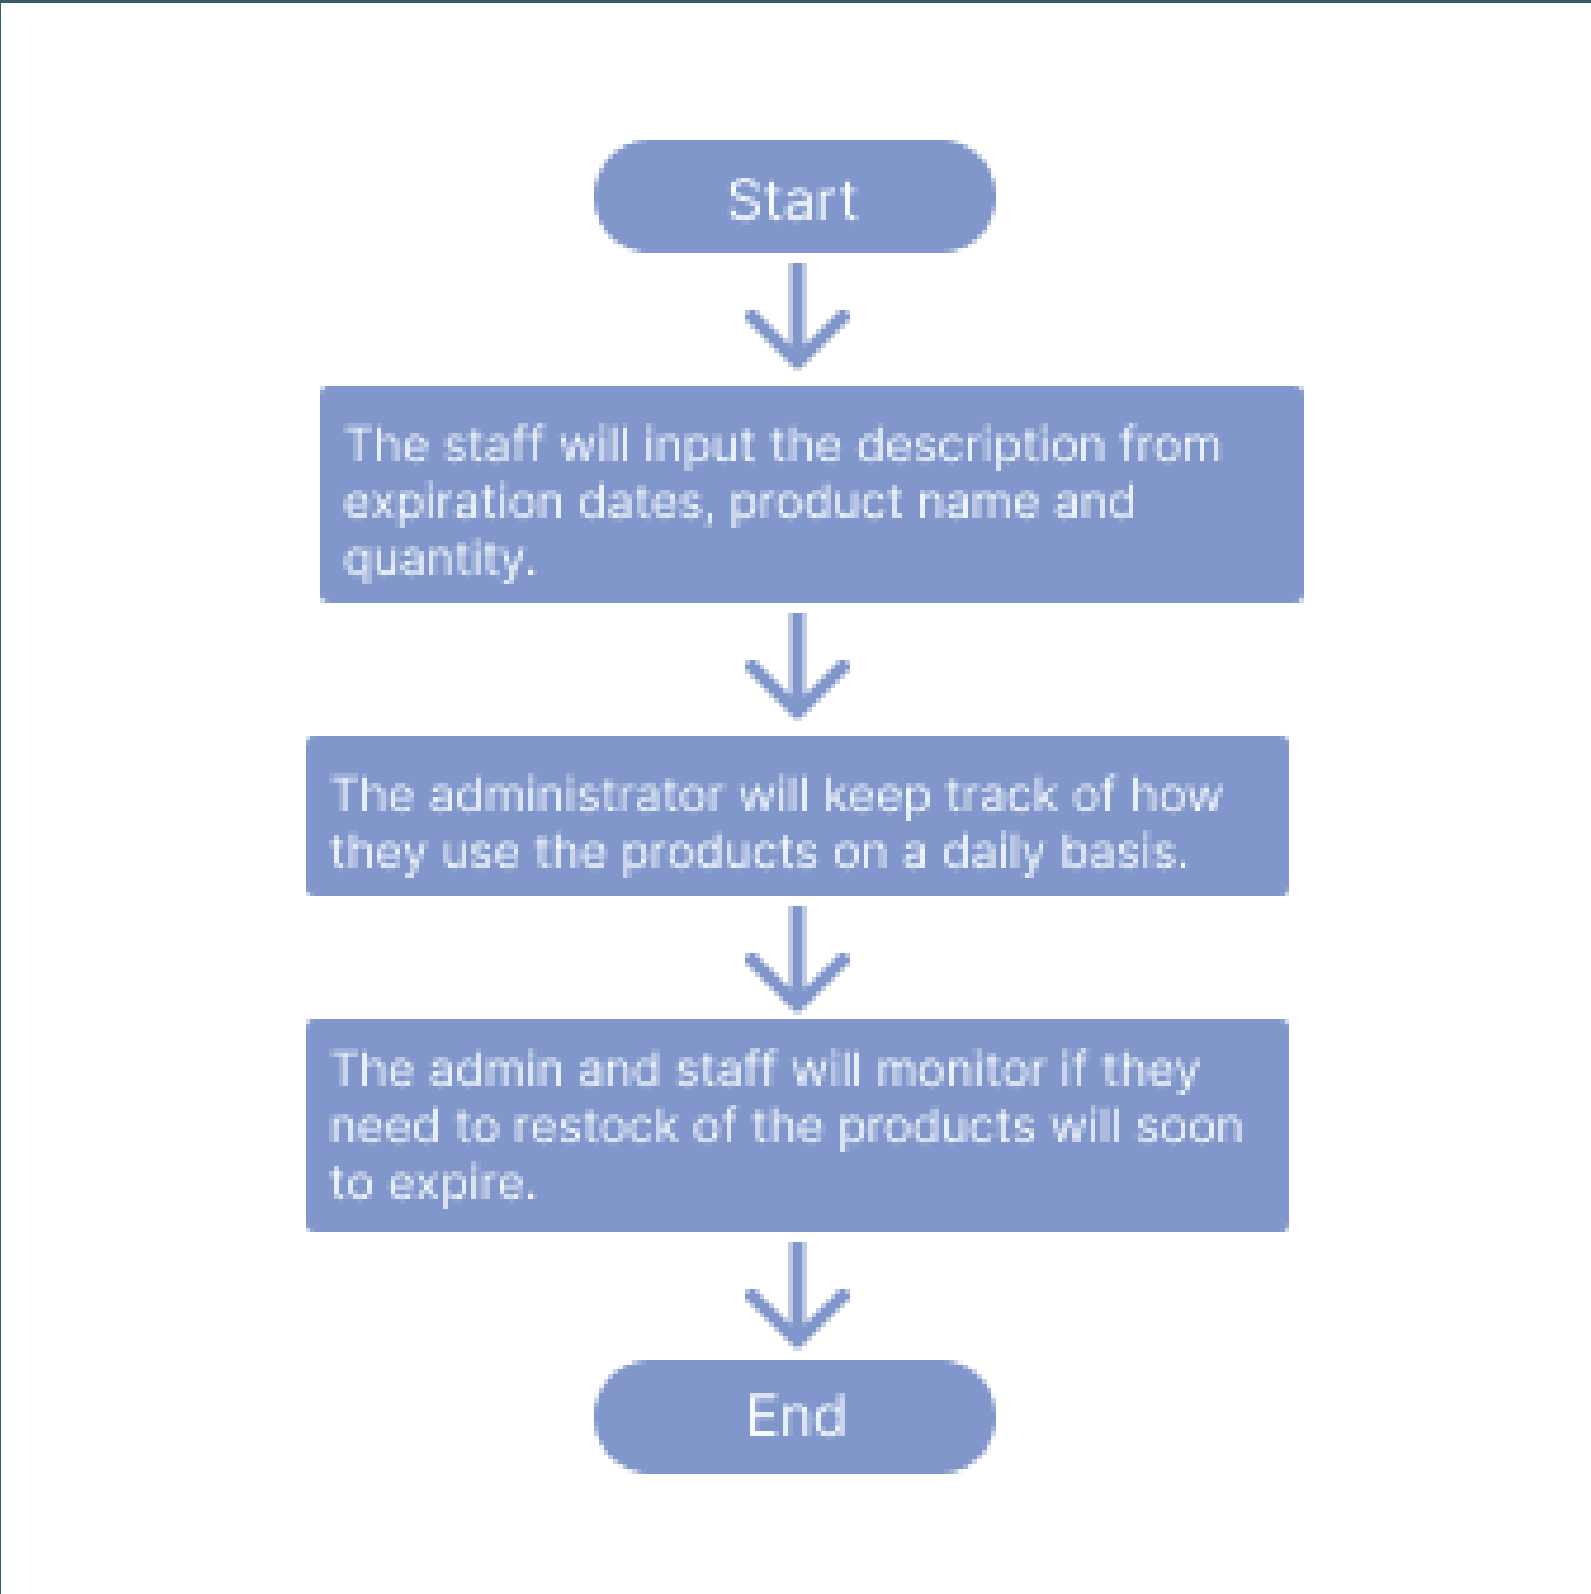 Start
The staff will input the description from
expiration dates, product name and
quantity.
The administrator will keep track of how
they use the products on a daily basis.
The admin and staff will monitor if they
need to restock of the products will soon
to expire.
End